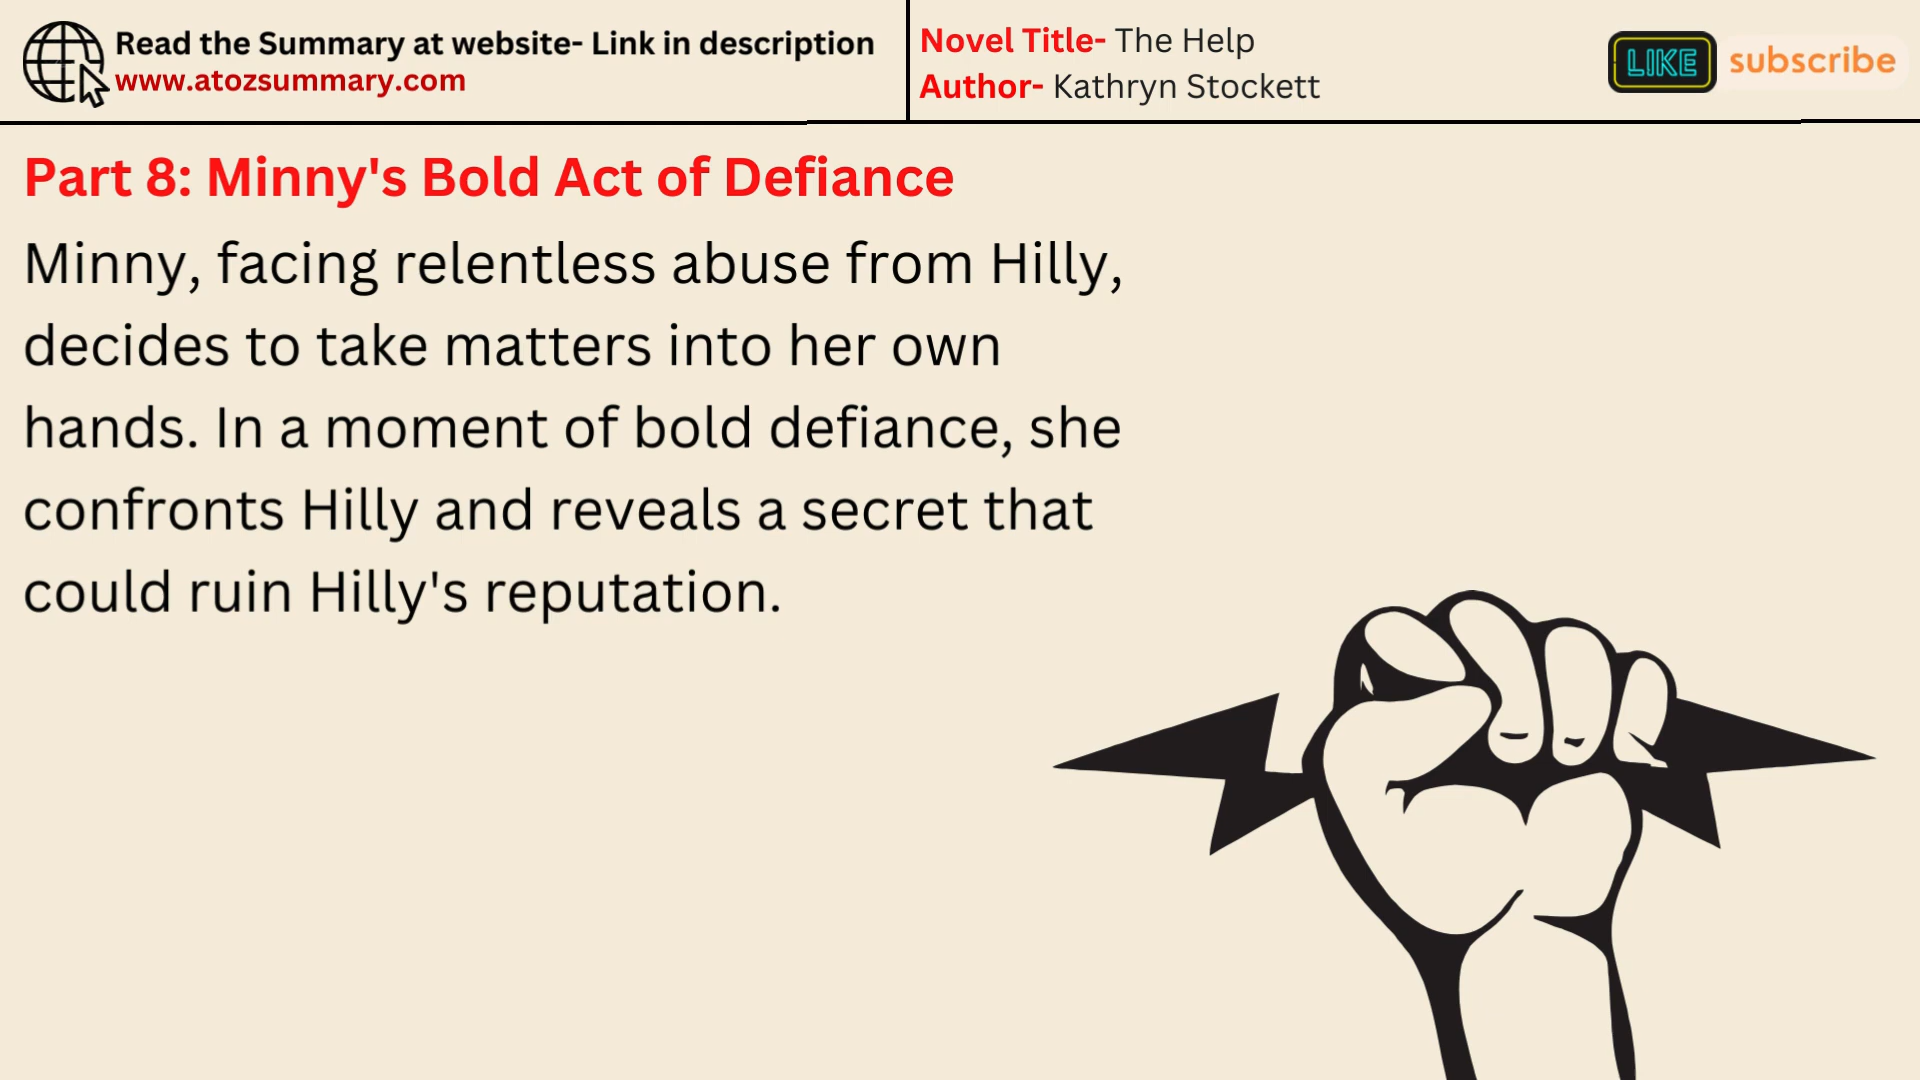 Read the Summary at website- Link in description
www.atozsummary.com
Novel Title- The Help
Author- Kathryn Stockett
LIKE
subscribe
Part 8: Minny's Bold Act of Defiance
Minny, facing relentless abuse from Hilly,
decides to take matters into her own
hands. In a moment of bold defiance, she
confronts Hilly and reveals a secret that
could ruin Hilly's reputation.